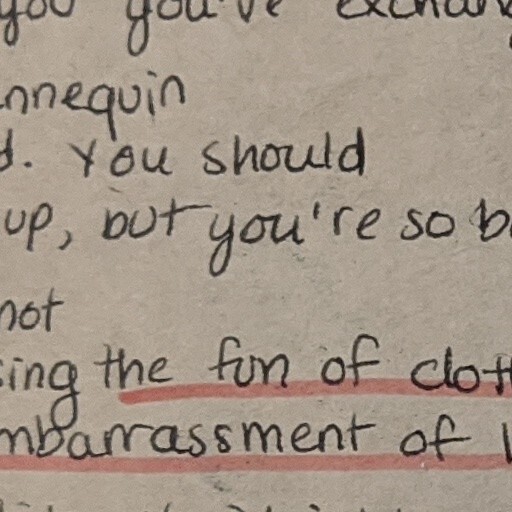 you you've exchan
nnequin
d. You should
up, but you're so b
not
sing the fun of clot
mbarrassment of